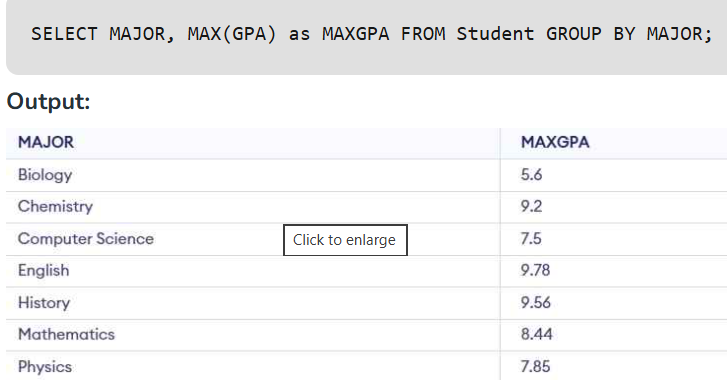 SELECT MAJOR, MAX(GPA) as MAXGPA FROM Student GROUP BY MAJOR;
Output:
MAJOR MAXGPA
Biology 5.6
Chemistry 9.2
Computer Science Click to enlarge 7.5
English 9.78
History 9.56
Mathematics 8.44
Physics 7.85